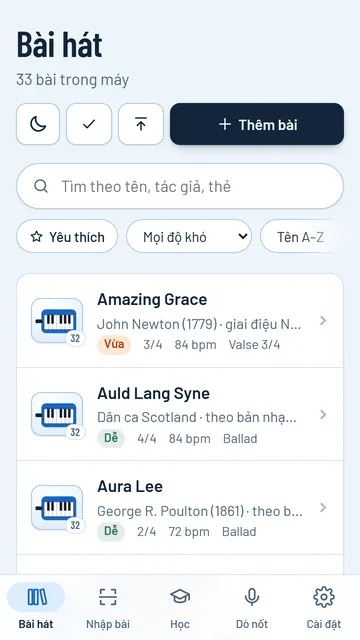 Bài hát
33 bài trong máy
Thêm bài
Tìm theo tên, tác giả, thẻ
Yêu thích
Mọi độ khó
Tên A–Z
Amazing Grace
John Newton (1779) · giai điệu N...
32
Vừa 3/4 84 bpm Valse 3/4
Auld Lang Syne
Dân ca Scotland · theo bản nhạ...
32
Dễ 4/4 84 bpm Ballad
Aura Lee
George R. Poulton (1861) · theo b...
32
Dễ 2/4 72 bpm Ballad
Bài hát
Nhập bài
Học
Dò nốt
Cài đặt